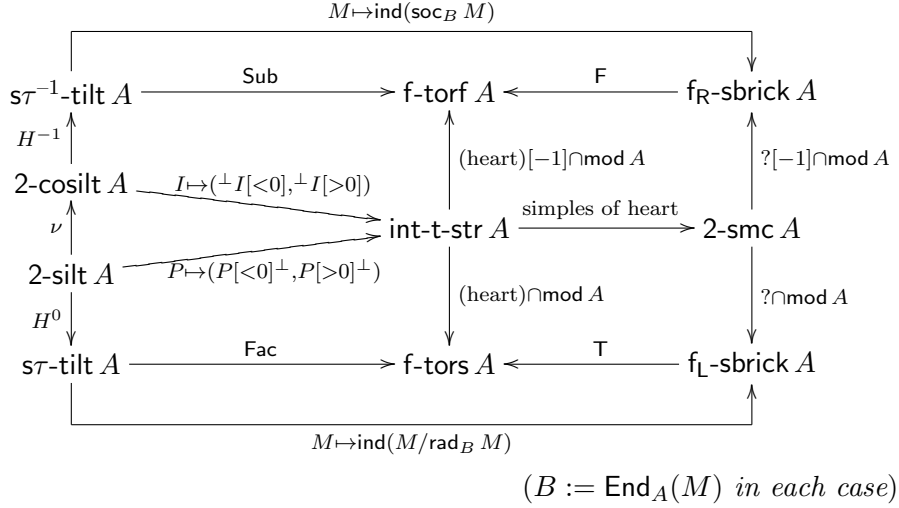 M↦ind(soc_B M)
sτ⁻¹-tilt A Sub f-torf A F f_R-sbrick A
H⁻¹ (heart)[−1]∩mod A ?[−1]∩mod A
2-cosilt A I↦(⊥I[<0],⊥I[>0])
ν int-t-str A simples of heart 2-smc A
2-silt A P↦(P[<0]⊥,P[>0]⊥)
H⁰ (heart)∩mod A ?∩mod A
sτ-tilt A Fac f-tors A T f_L-sbrick A
M↦ind(M/rad_B M)
(B := End_A(M) in each case)